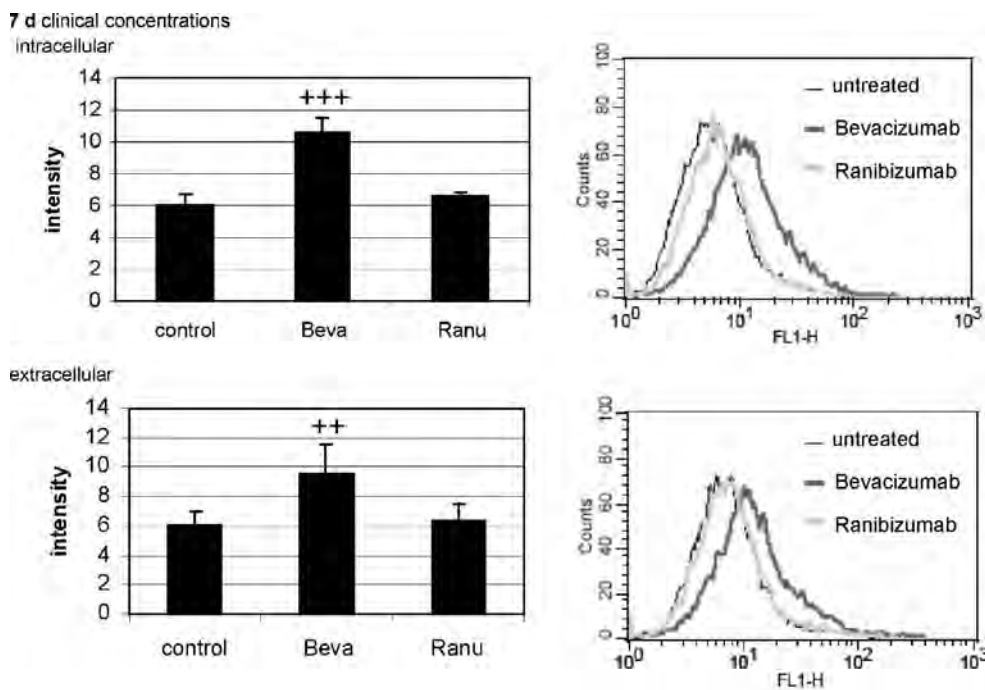 7 d clinical concentrations
intracellular
intensity
14
12
10
8
6
4
2
0
+++
control Beva Ranu
Counts
100
80
60
40
20
0
untreated
Bevacizumab
Ranibizumab
10^0 10^1 10^2 10^3
FL1-H
extracellular
intensity
14
12
10
8
6
4
2
0
++
control Beva Ranu
Counts
100
80
60
40
20
0
untreated
Bevacizumab
Ranibizumab
10^0 10^1 10^2 10^3
FL1-H